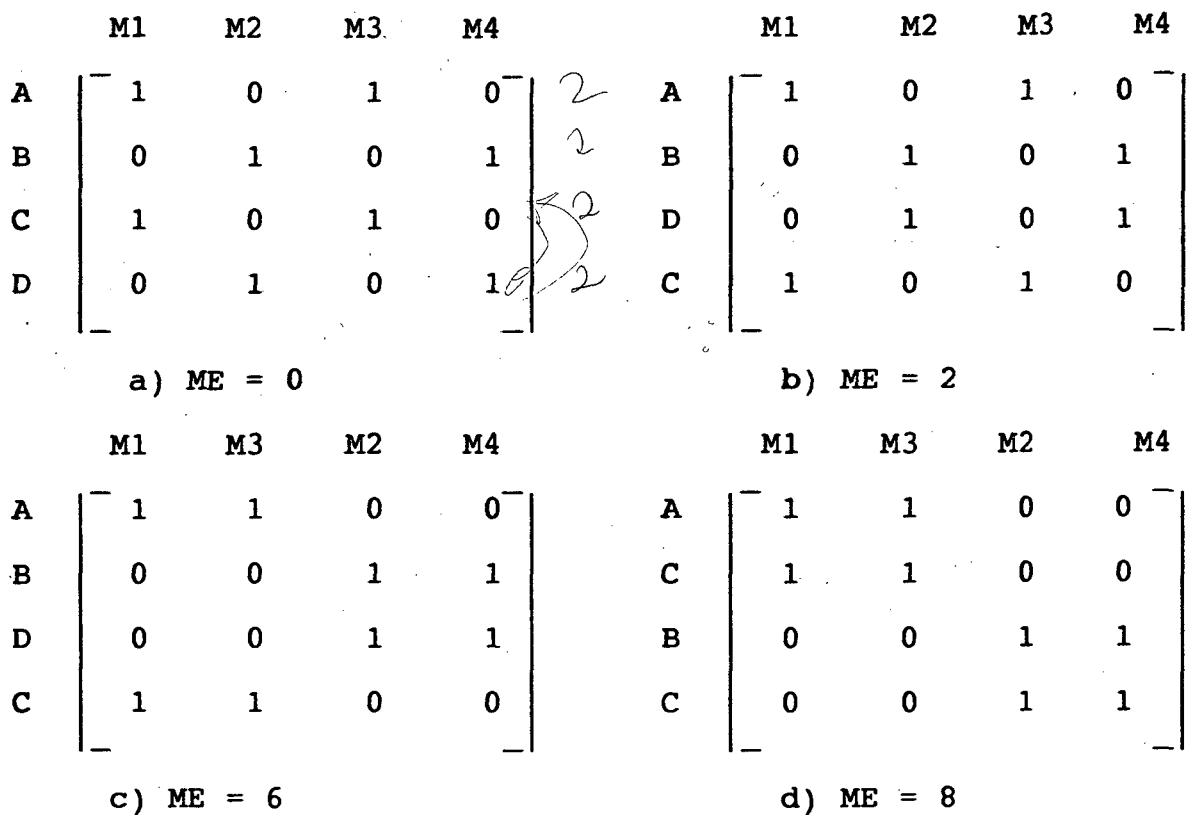 M1 M2 M3 M4
A 1 0 1 0 2
B 0 1 0 1 2
C 1 0 1 0 2
D 0 1 0 1 2
a) ME = 0
M1 M2 M3 M4
A 1 0 1 0
B 0 1 0 1
D 0 1 0 1
C 1 0 1 0
b) ME = 2
M1 M3 M2 M4
A 1 1 0 0
B 0 0 1 1
D 0 0 1 1
C 1 1 0 0
c) ME = 6
M1 M3 M2 M4
A 1 1 0 0
C 1 1 0 0
B 0 0 1 1
C 0 0 1 1
d) ME = 8